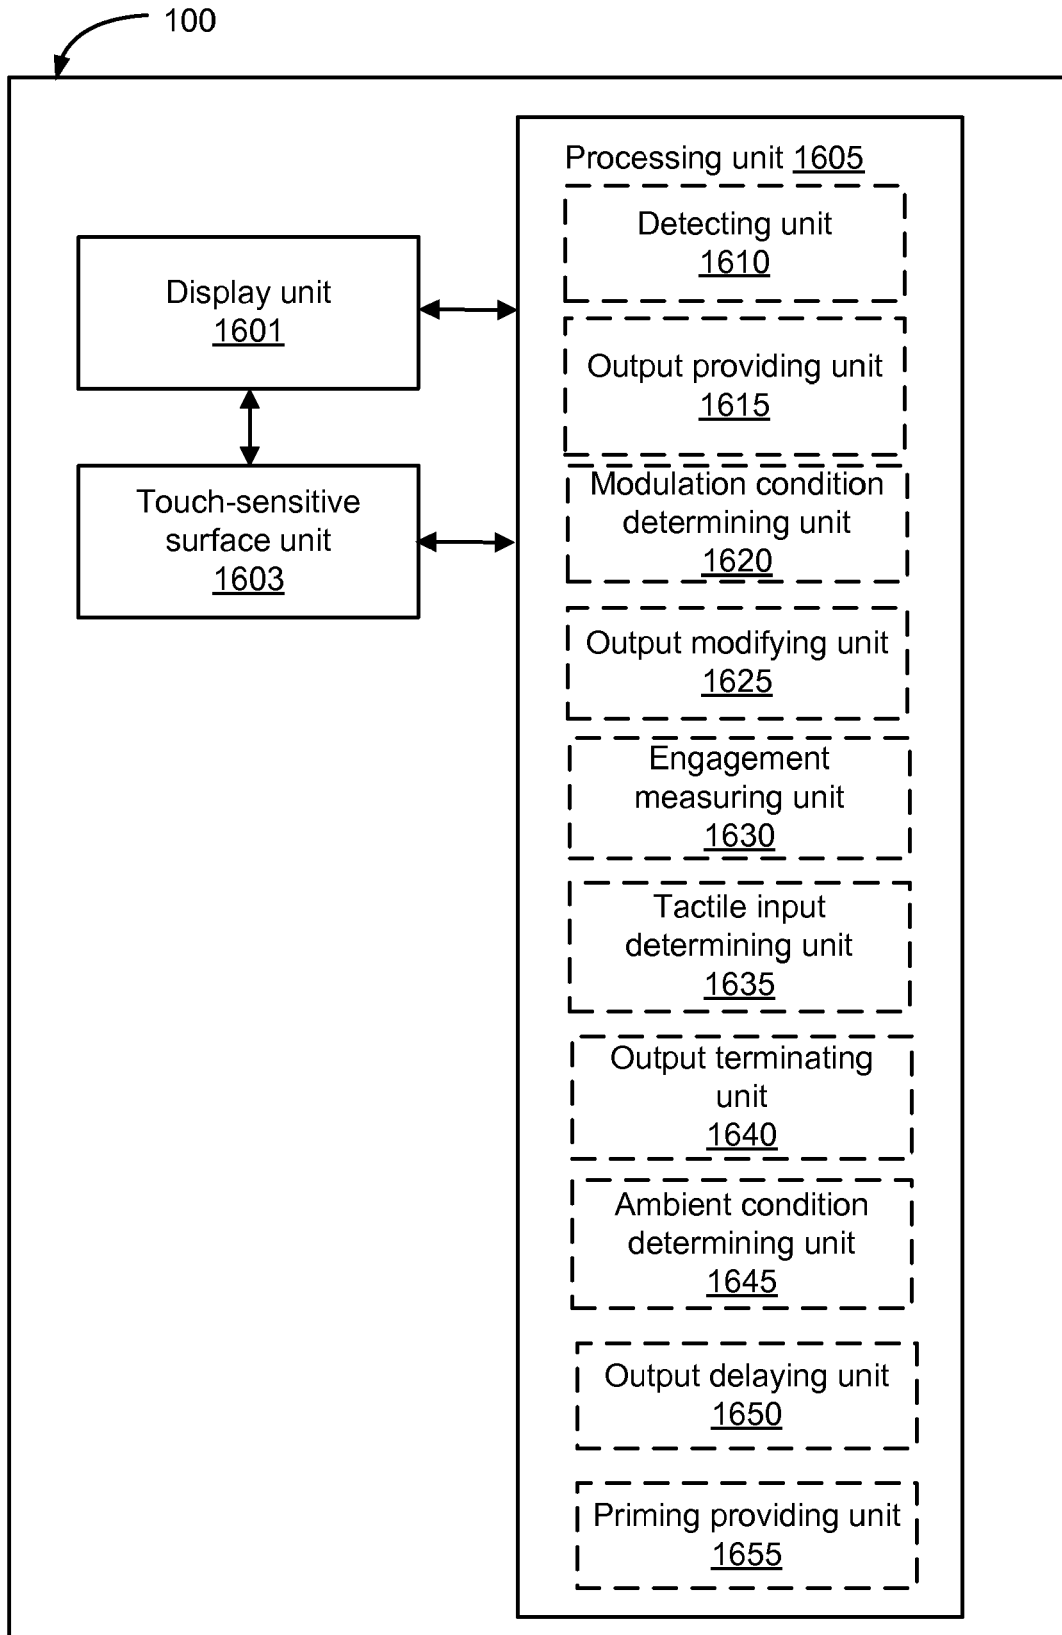 100
Processing unit 1605
Detecting unit
1610
Display unit
1601
Output providing unit
1615
Touch-sensitive
surface unit
1603
Modulation condition
determining unit
1620
Output modifying unit
1625
Engagement
measuring unit
1630
Tactile input
determining unit
1635
Output terminating
unit
1640
Ambient condition
determining unit
1645
Output delaying unit
1650
Priming providing unit
1655